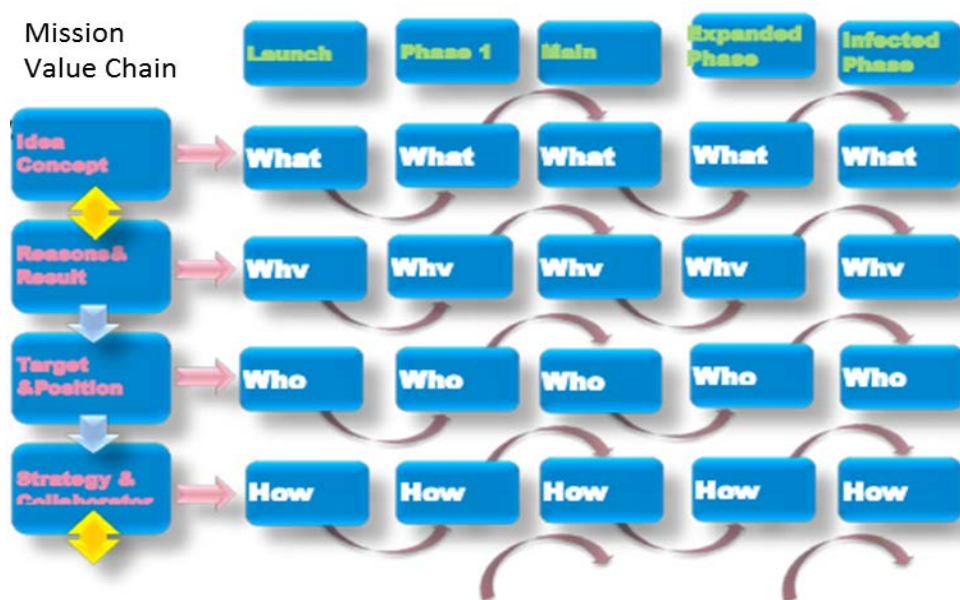 Mission
Value Chain
Launch
Phase 1
Main
Expanded
Phase
Infected
Phase
Idea
Concept
What
What
What
What
What
Reasons&
Result
Why
Why
Why
Why
Why
Target
&Position
Who
Who
Who
Who
Who
Strategy &
Collaborator
How
How
How
How
How